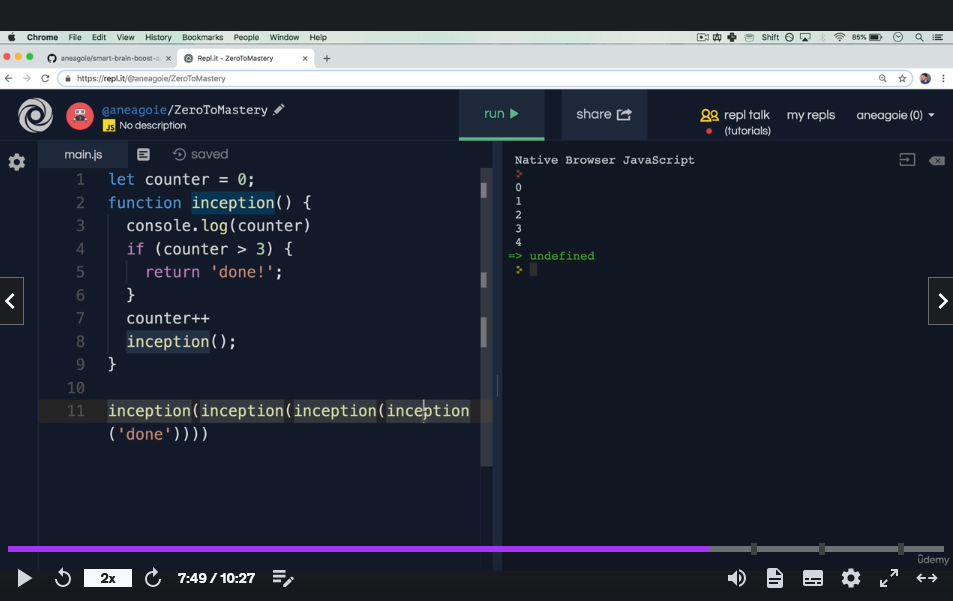 Chrome File Edit View History Bookmarks People Window Help Shift 85%
aneagoie/smart-brain-boost-a Repl.it - ZeroToMastery
https://repl.it/@aneagoie/ZeroToMastery
@aneagoie/ZeroToMastery
JS No description
run share repl talk (tutorials) my repls aneagoie (0)
main.js saved
Native Browser JavaScript
1 let counter = 0;
2 function inception() {
3 console.log(counter)
4 if (counter > 3) {
5 return 'done!';
6 }
7 counter++
8 inception();
9 }
10
11 inception(inception(inception(inception
('done'))))
0
1
2
3
4
=> undefined
ûdemy
2x 7:49 / 10:27